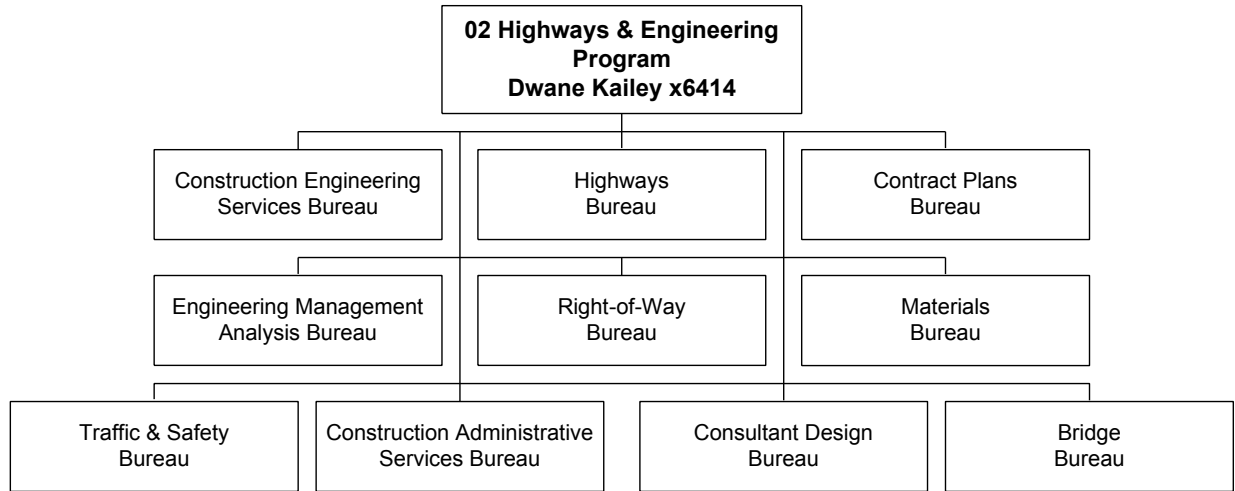 02 Highways & Engineering
Program
Dwane Kailey x6414
Construction Engineering
Services Bureau
Highways
Bureau
Contract Plans
Bureau
Engineering Management
Analysis Bureau
Right-of-Way
Bureau
Materials
Bureau
Traffic & Safety
Bureau
Construction Administrative
Services Bureau
Consultant Design
Bureau
Bridge
Bureau